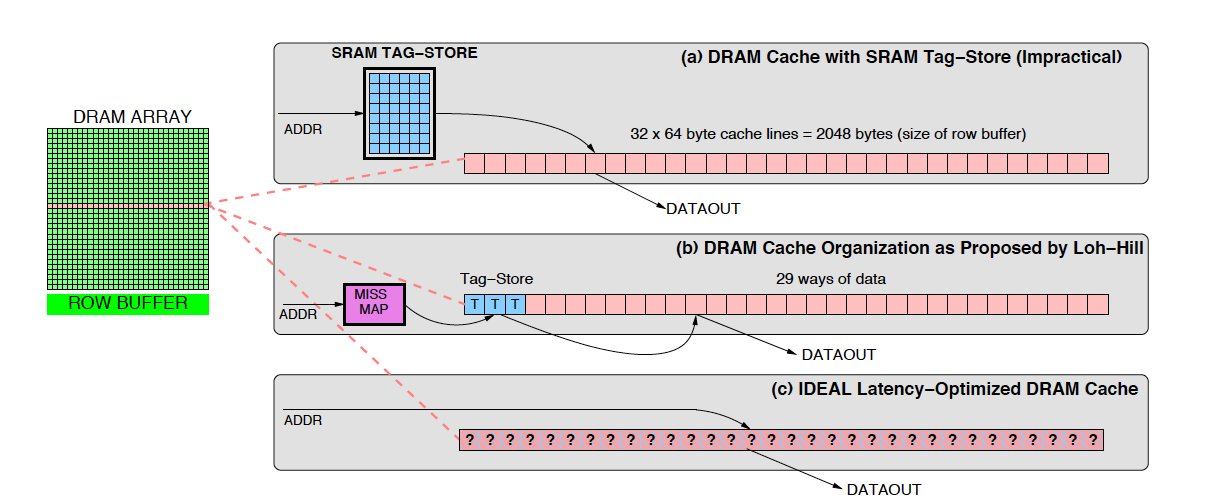 SRAM TAG–STORE
(a) DRAM Cache with SRAM Tag–Store (Impractical)
DRAM ARRAY
ADDR
32 x 64 byte cache lines = 2048 bytes (size of row buffer)
DATAOUT
(b) DRAM Cache Organization as Proposed by Loh–Hill
Tag–Store
29 ways of data
ROW BUFFER
MISS
MAP
ADDR
T T T
DATAOUT
(c) IDEAL Latency–Optimized DRAM Cache
ADDR
? ? ? ? ? ? ? ? ? ? ? ? ? ? ? ? ? ? ? ? ? ? ? ? ? ? ? ? ? ? ? ?
DATAOUT